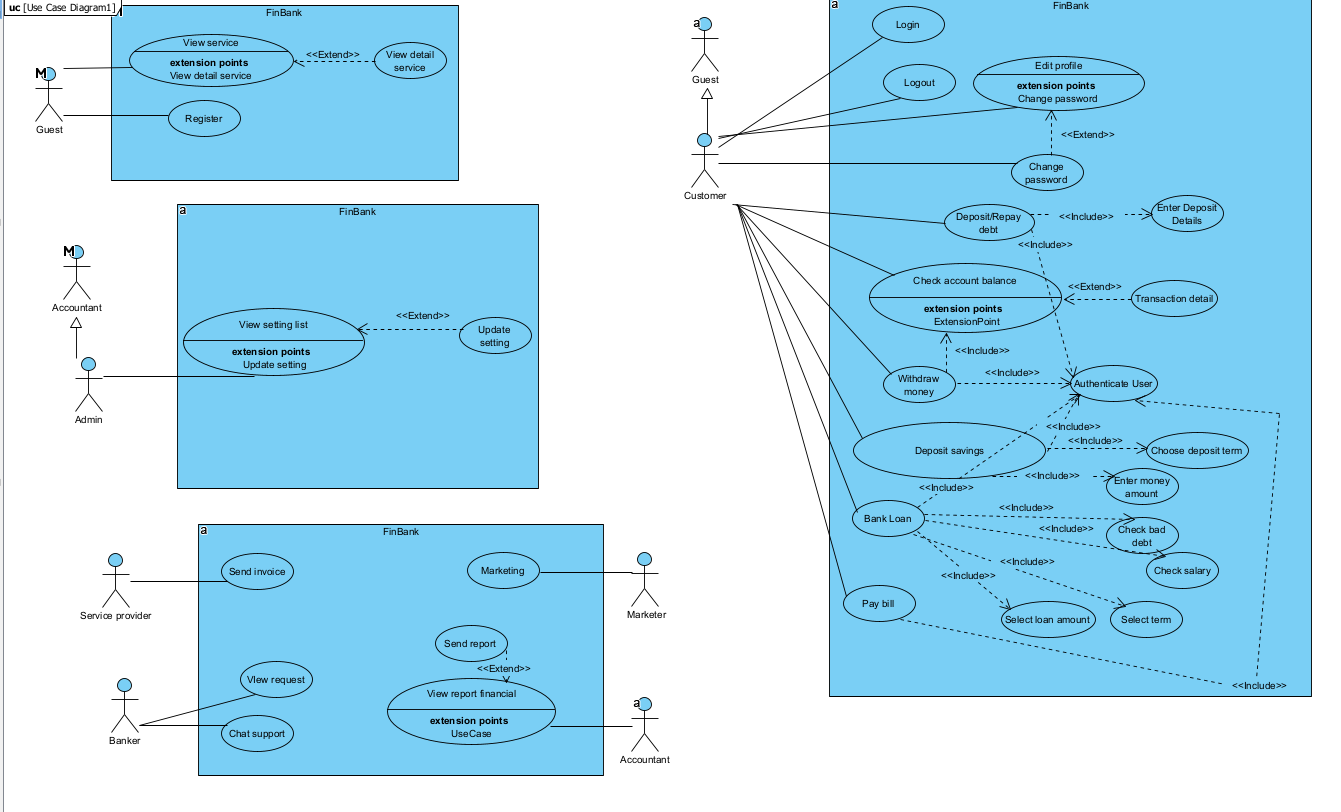 uc [Use Case Diagram1]
FinBank
View service
extension points
View detail service
<<Extend>>
View detail
service
Register
M
Guest
a
FinBank
M
Accountant
Admin
View setting list
extension points
Update setting
<<Extend>>
Update
setting
a
FinBank
Service provider
Send invoice
Marketing
Marketer
Send report
<<Extend>>
View report financial
extension points
UseCase
a
Accountant
Banker
VIew request
Chat support
a
FinBank
a
Guest
Customer
Login
Logout
Edit profile
extension points
Change password
<<Extend>>
Change
password
Deposit/Repay
debt
<<Include>>
Enter Deposit
Details
<<Include>>
Check account balance
extension points
ExtensionPoint
<<Extend>>
Transaction detail
<<Include>>
Withdraw
money
<<Include>>
Authenticate User
<<Include>>
Deposit savings
<<Include>>
Choose deposit term
<<Include>>
Enter money
amount
<<Include>>
Bank Loan
<<Include>>
Check bad
debt
<<Include>>
Check salary
<<Include>>
<<Include>>
Pay bill
Select loan amount
Select term
<<Include>>